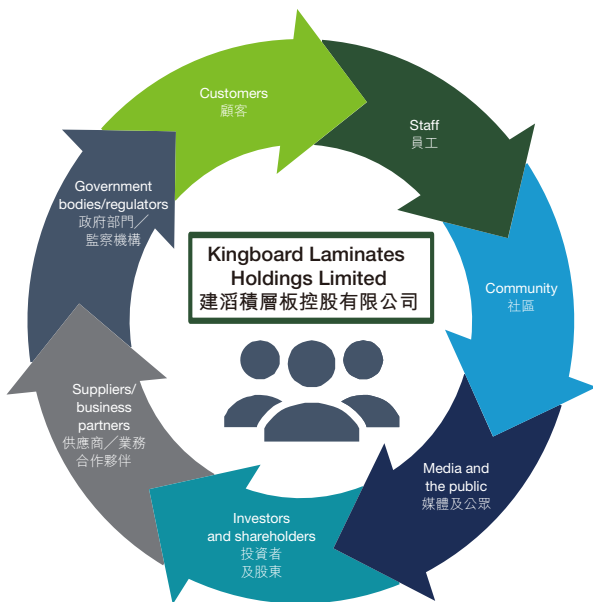 Customers
顧客
Staff
員工
Community
社區
Media and
the public
媒體及公眾
Investors
and shareholders
投資者
及股東
Suppliers/
business
partners
供應商／業務
合作夥伴
Government
bodies/regulators
政府部門／
監察機構
Kingboard Laminates
Holdings Limited
建滔積層板控股有限公司